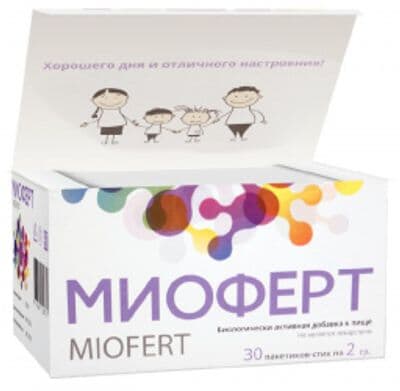 Хорошего дня и отличного настроения!
МИОФЕРТ
Биологически активная добавка к пище
Не является лекарством
MIOFERT
30 пакетиков-стик по 2 гр.